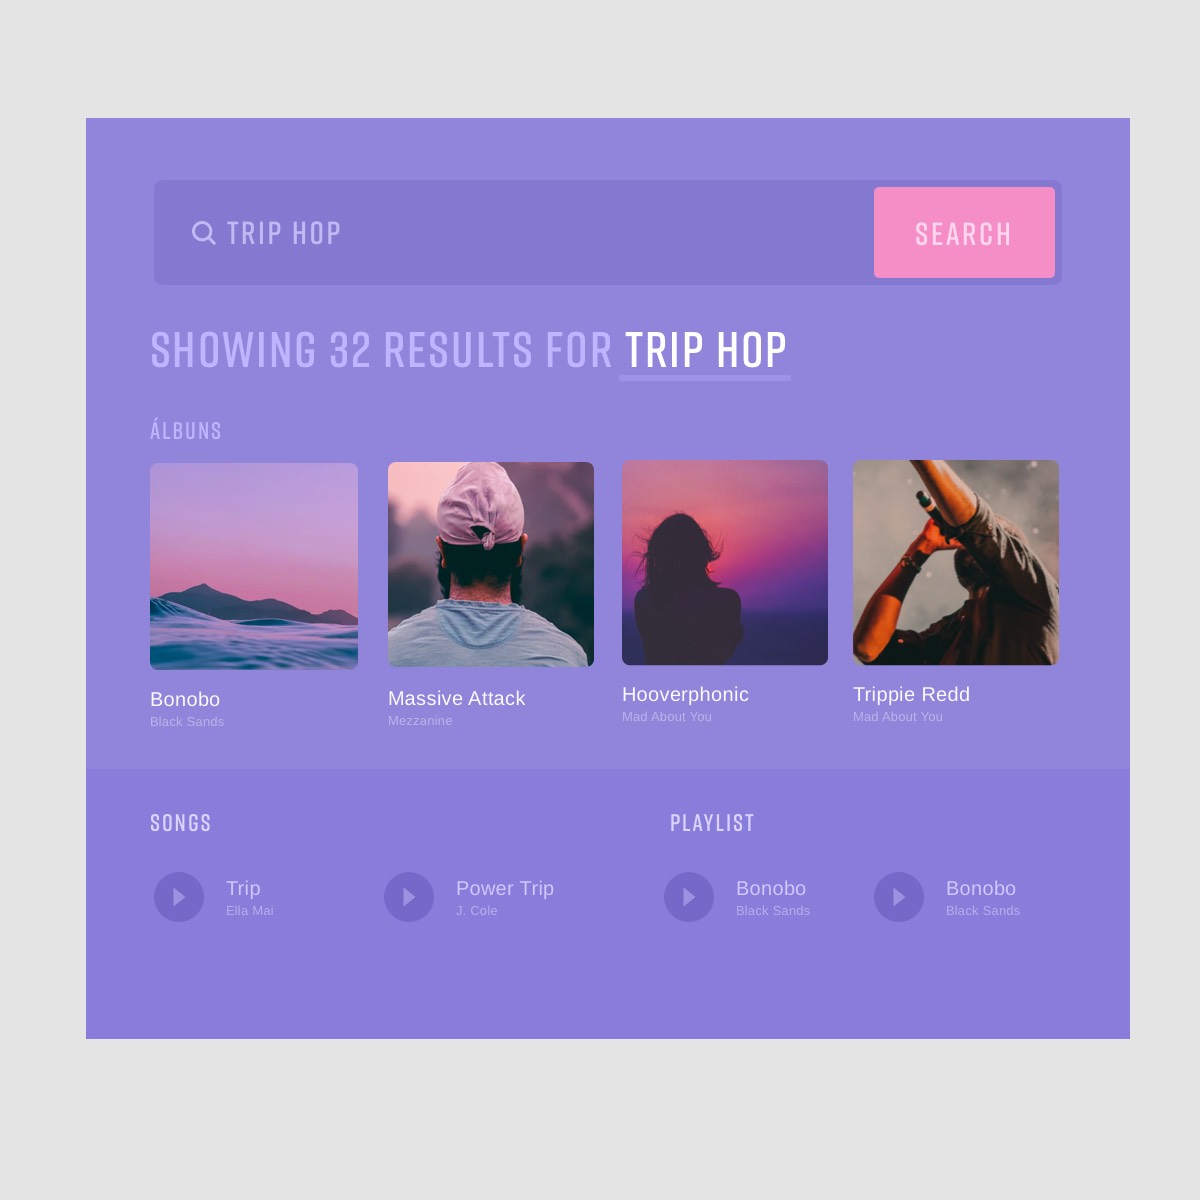 TRIP HOP
SEARCH
SHOWING 32 RESULTS FOR TRIP HOP
ÁLBUNS
Bonobo
Black Sands
Massive Attack
Mezzanine
Hooverphonic
Mad About You
Trippie Redd
Mad About You
SONGS
Trip
Ella Mai
Power Trip
J. Cole
PLAYLIST
Bonobo
Black Sands
Bonobo
Black Sands